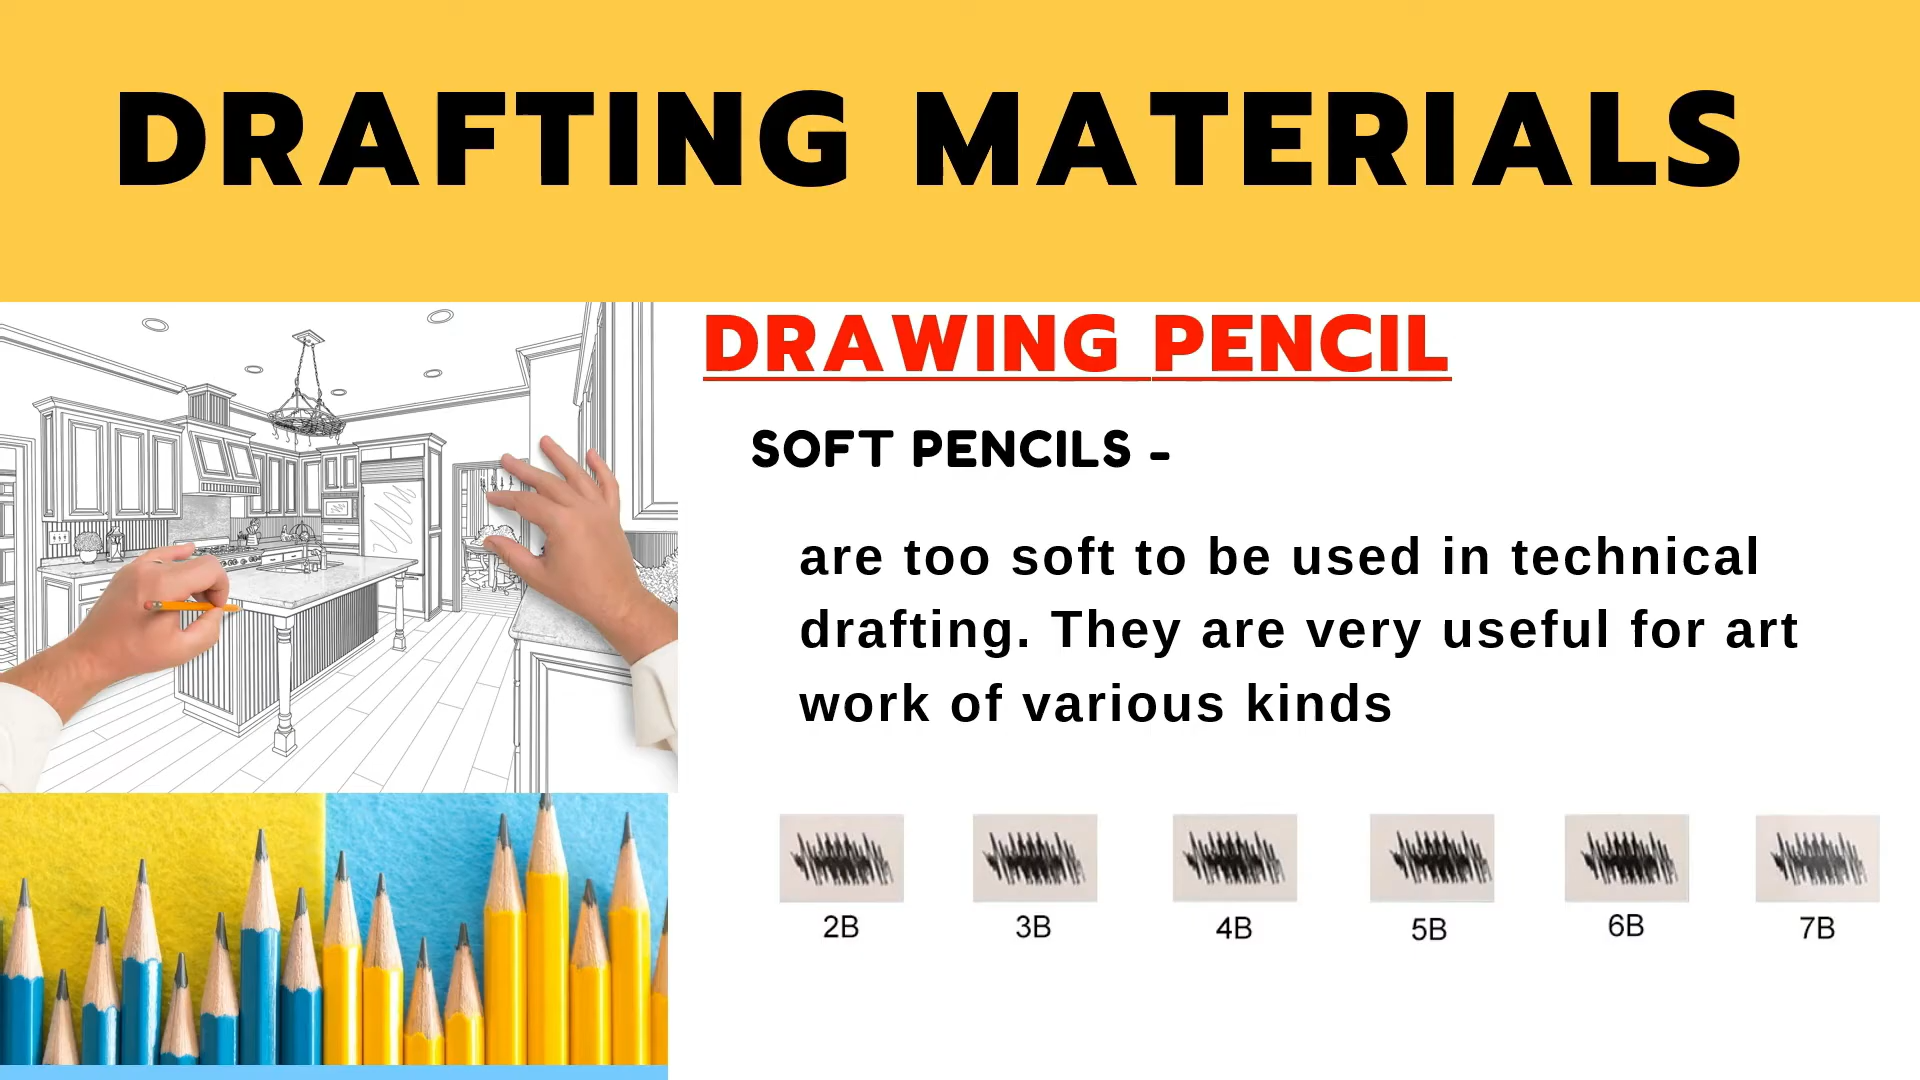 DRAFTING MATERIALS
DRAWING PENCIL
SOFT PENCILS -
are too soft to be used in technical
drafting. They are very useful for art
work of various kinds
2B 3B 4B 5B 6B 7B